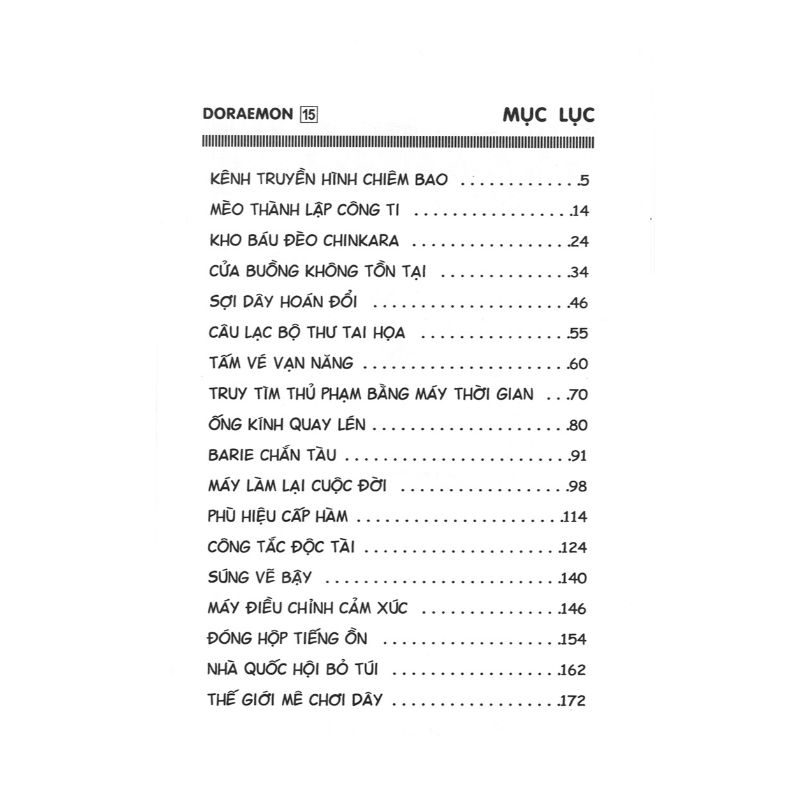 DORAEMON 15 MỤC LỤC
KÊNH TRUYỀN HÌNH CHIÊM BAO ............5
MÈO THÀNH LẬP CÔNG TI ................14
KHO BÁU ĐÈO CHINKARA ................24
CỬA BUỒNG KHÔNG TỒN TẠI .............34
SỢI DÂY HOÁN ĐỔI ....................46
CÂU LẠC BỘ THƯ TAI HỌA ...............55
TẤM VÉ VẠN NĂNG .....................60
TRUY TÌM THỦ PHẠM BẰNG MÁY THỜI GIAN ...70
ỐNG KÍNH QUAY LÉN ....................80
BARIE CHẮN TÀU .......................91
MÁY LÀM LẠI CUỘC ĐỜI .................98
PHÙ HIỆU CẤP HÀM .....................114
CÔNG TẮC ĐỘC TÀI ....................124
SÚNG VẼ BẬY ........................140
MÁY ĐIỀU CHỈNH CẢM XÚC ..............146
ĐÓNG HỘP TIẾNG ỒN ..................154
NHÀ QUỐC HỘI BỎ TÚI .................162
THẾ GIỚI MÊ CHƠI DÂY .................172